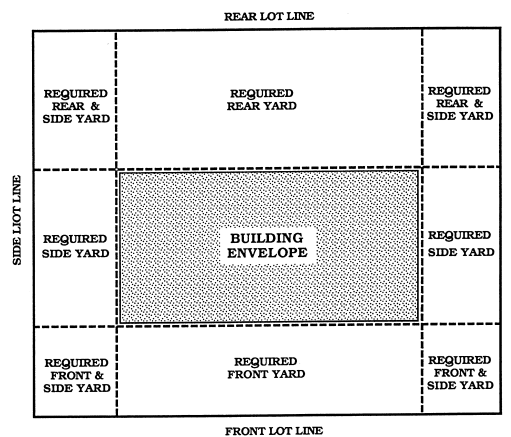 REAR LOT LINE
REQUIRED
REAR &
SIDE YARD
REQUIRED
REAR YARD
REQUIRED
REAR &
SIDE YARD
SIDE LIOT LINE
REQUIRED
SIDE YARD
BUILDING
ENVELOPE
REQUIRED
SIDE YARD
REQUIRED
FRONT &
SIDE YARD
REQUIRED
FRONT YARD
REQUIRED
FRONT &
SIDE YARD
FRONT LOT LINE